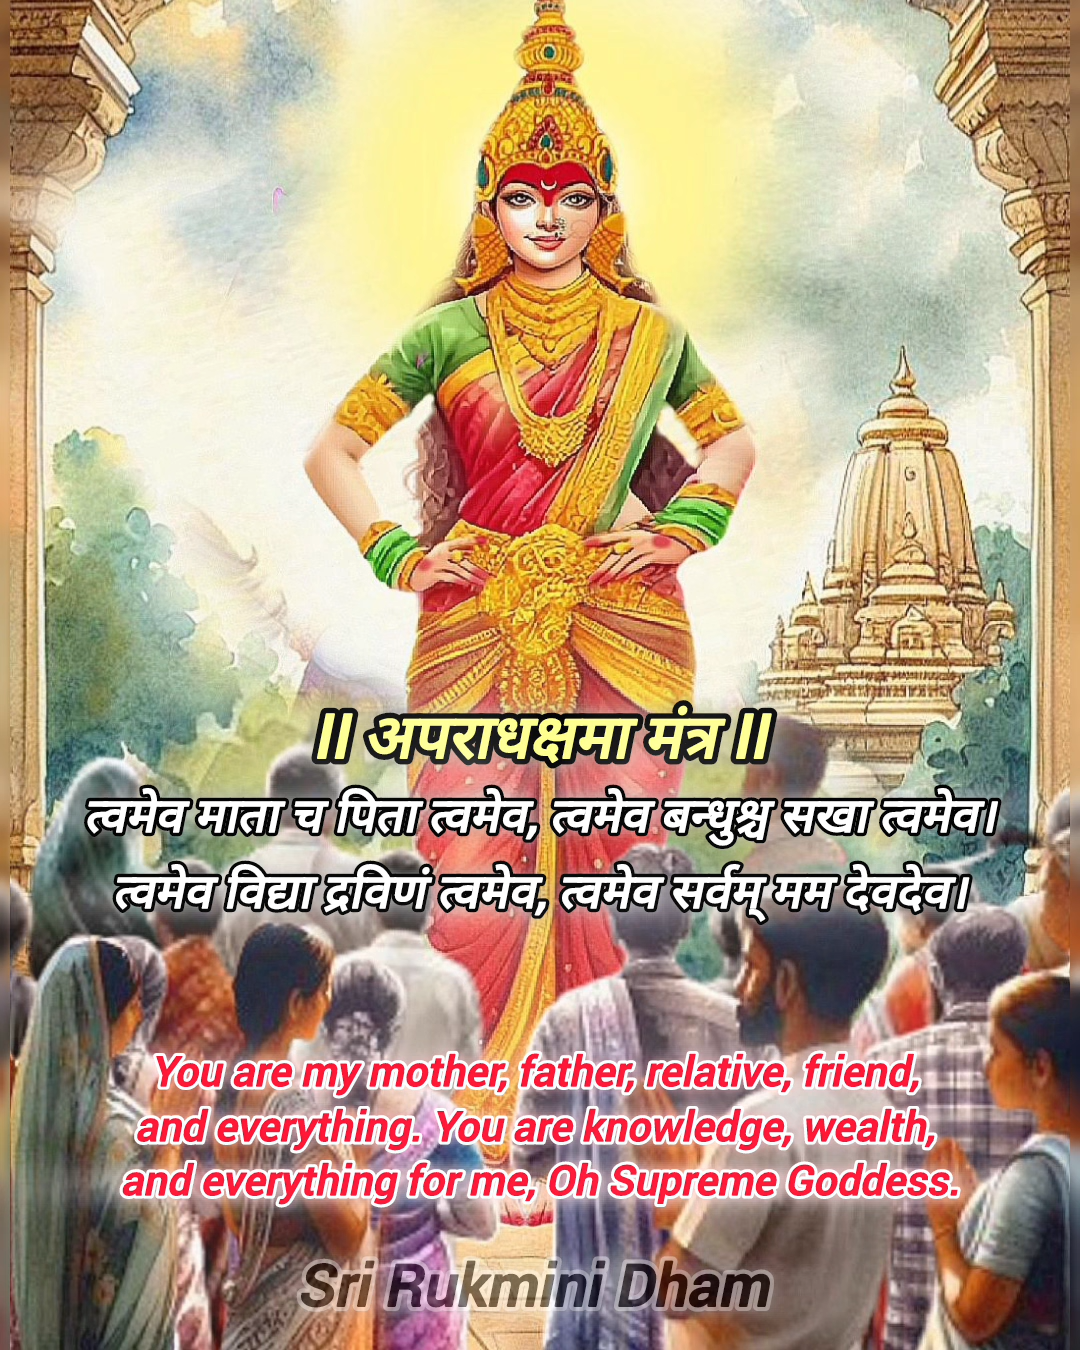 ॥ अपराधक्षमा मंत्र ॥
त्वमेव माता च पिता त्वमेव, त्वमेव बन्धुश्च सखा त्वमेव।
त्वमेव विद्या द्रविणं त्वमेव, त्वमेव सर्वम् मम देवदेव।
You are my mother, father, relative, friend,
and everything. You are knowledge, wealth,
and everything for me, Oh Supreme Goddess.
Sri Rukmini Dham